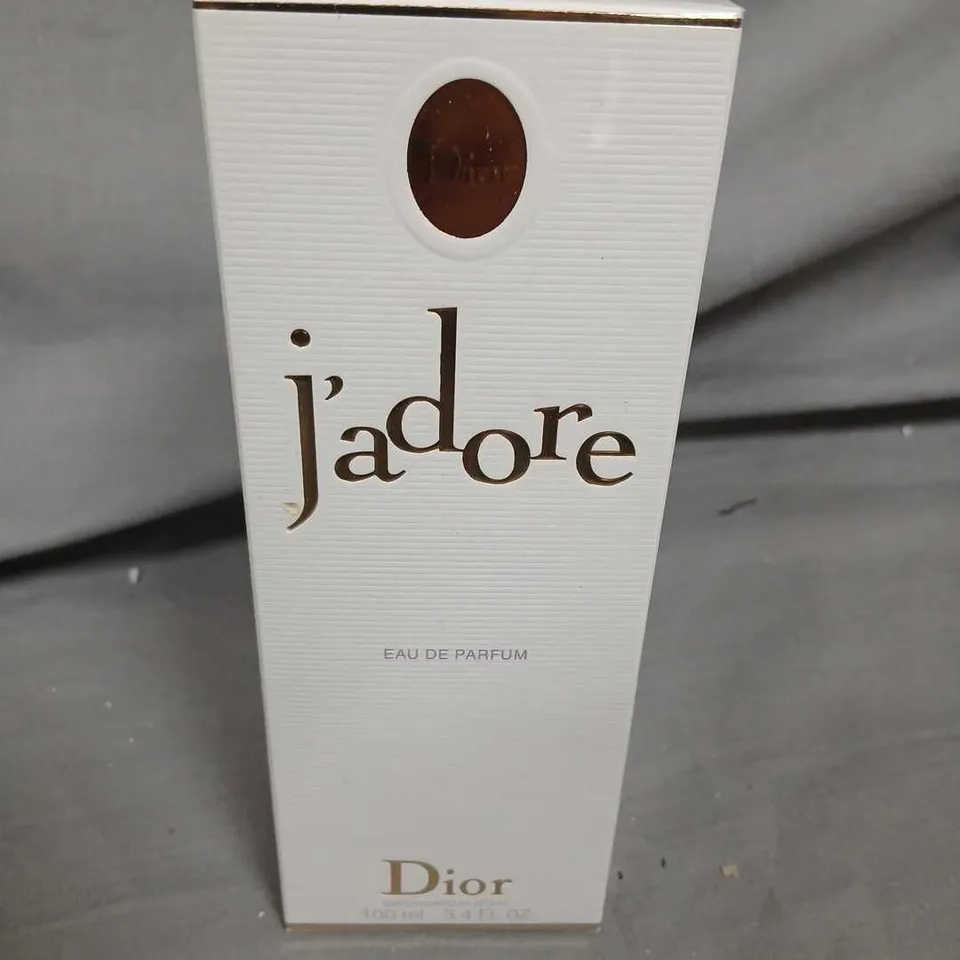 Dior
j'adore
EAU DE PARFUM
Dior
100 ml - 3.4 FL. OZ